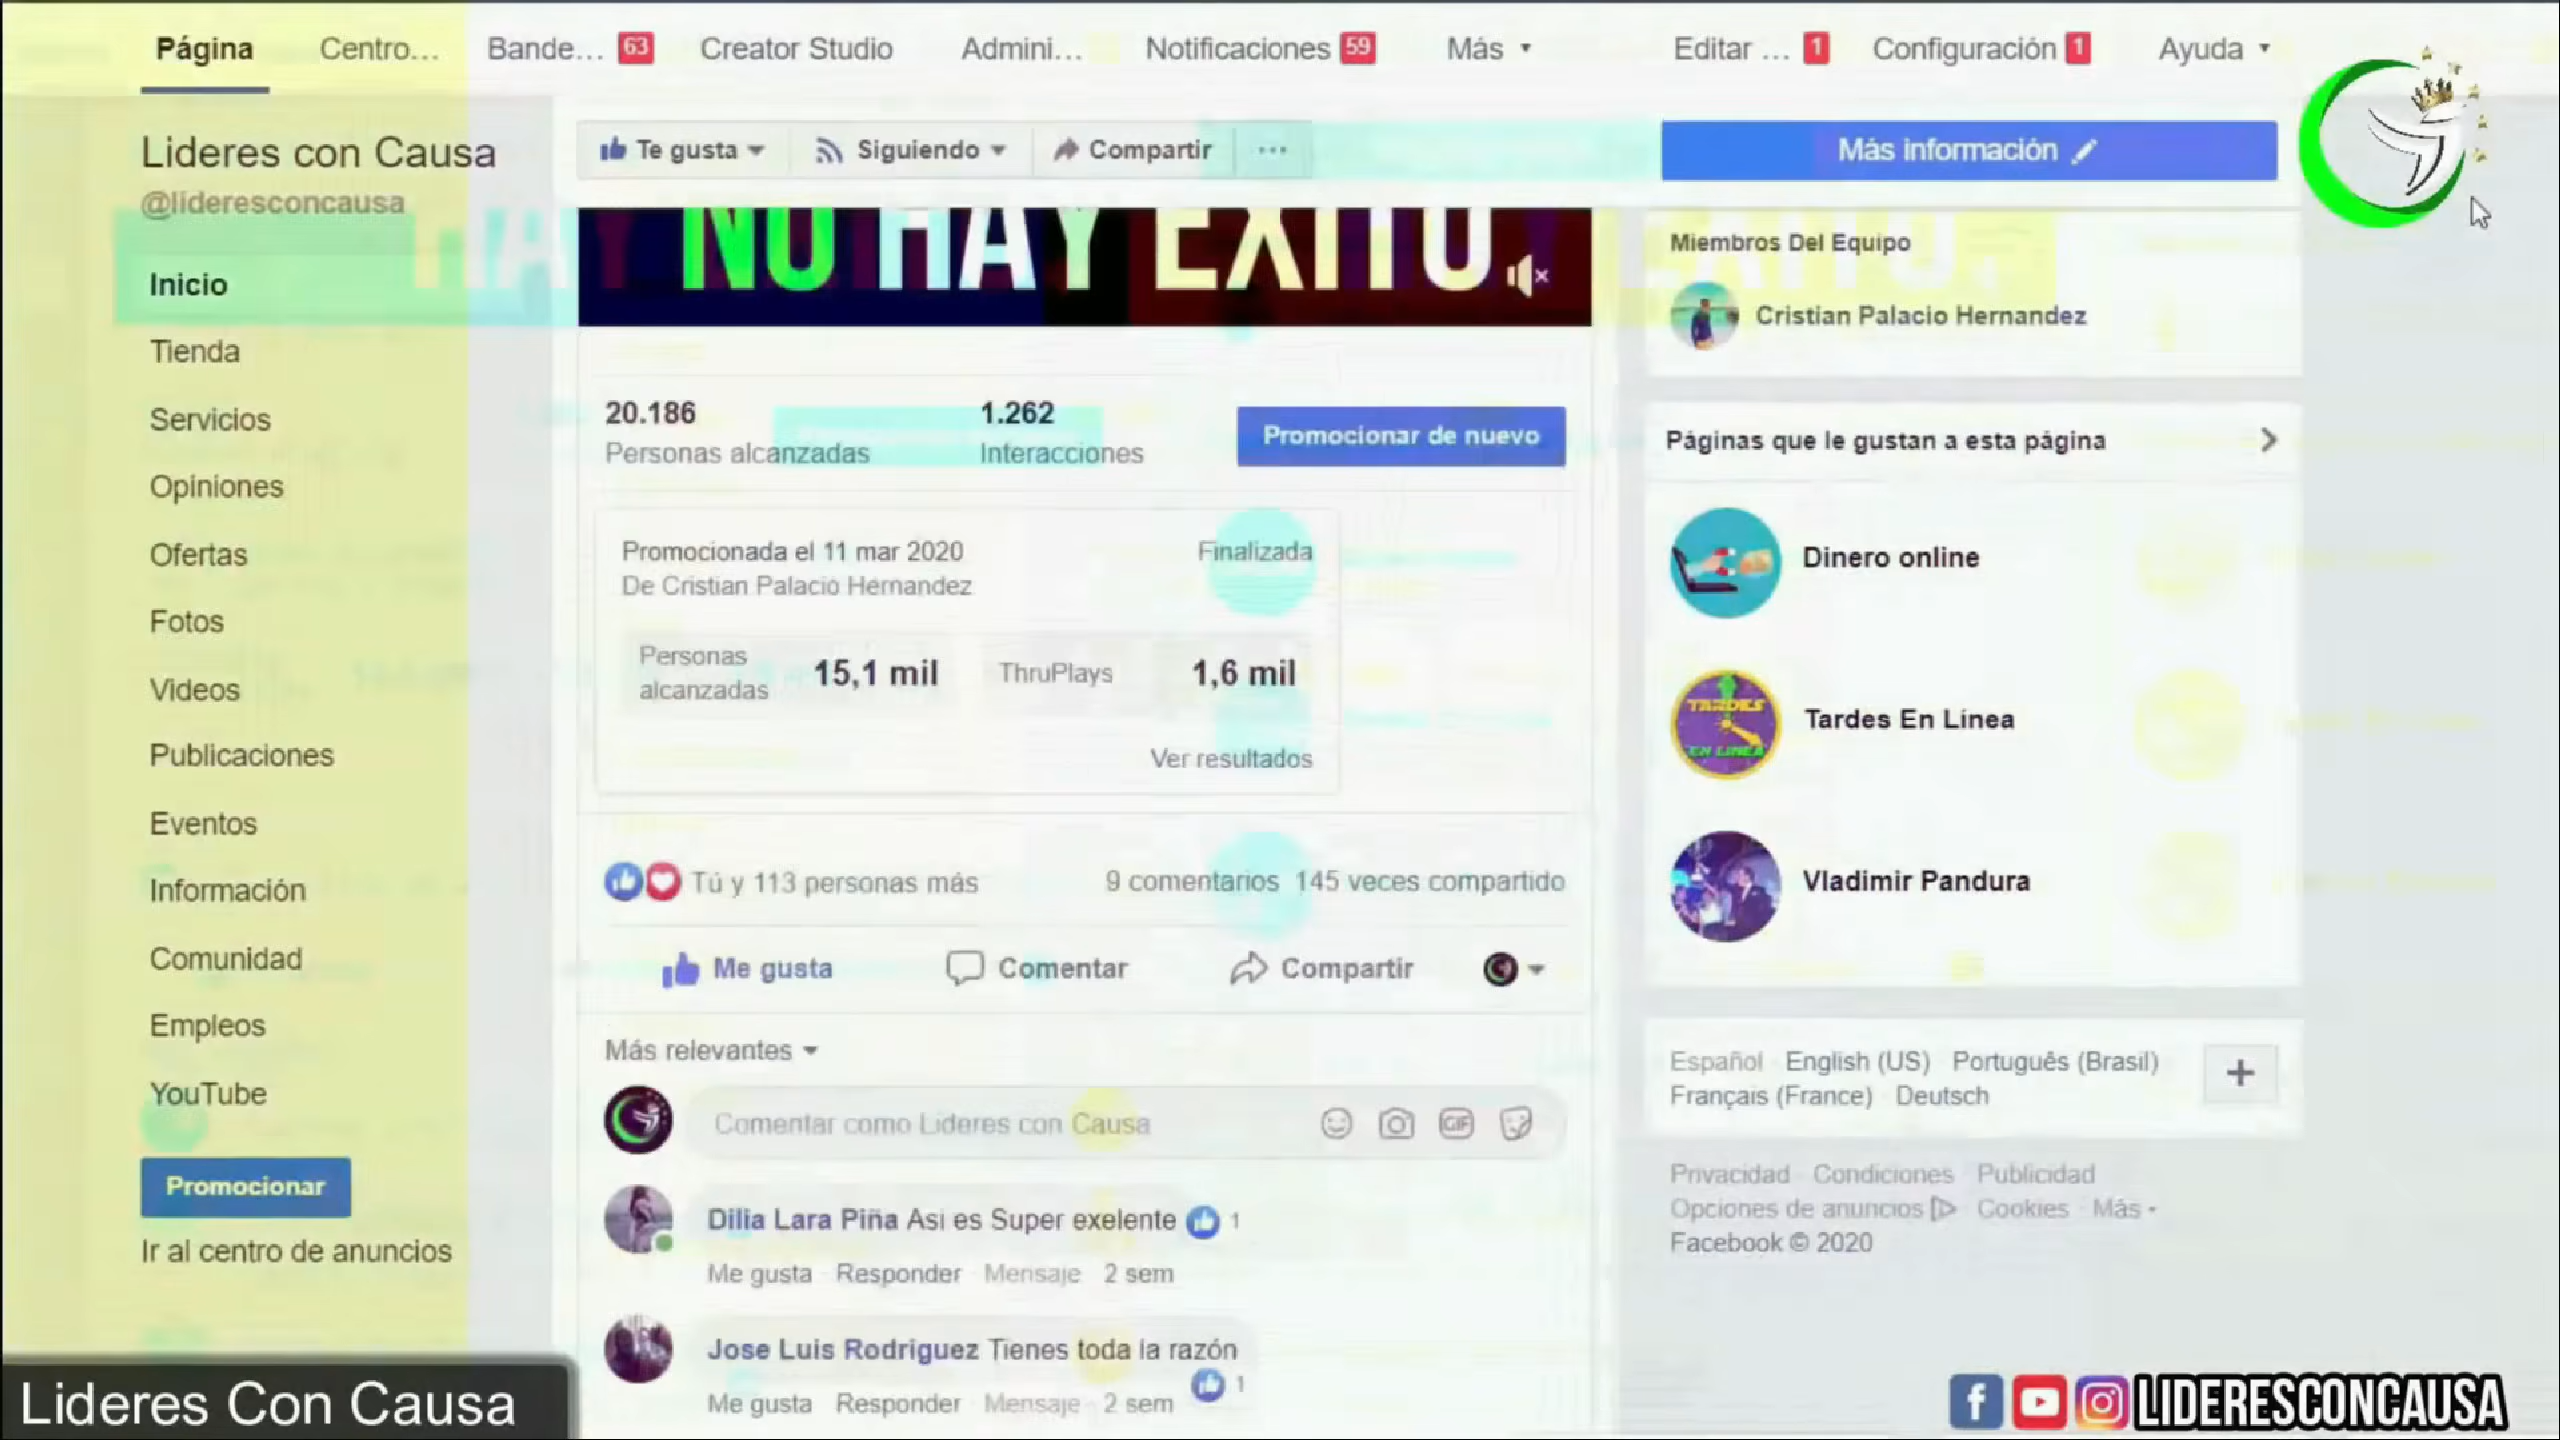 Página
Centro...
Bande... 63
Creator Studio
Admini...
Notificaciones 59
Más
Editar ... 1
Configuración 1
Ayuda
Lideres con Causa
@lideresconcausa
Inicio
Tienda
Servicios
Opiniones
Ofertas
Fotos
Videos
Publicaciones
Eventos
Información
Comunidad
Empleos
YouTube
Promocionar
Ir al centro de anuncios
Te gusta
Siguiendo
Compartir
...
Más información
NO HAY EXITO
20.186
Personas alcanzadas
1.262
Interacciones
Promocionar de nuevo
Promocionada el 11 mar 2020
De Cristian Palacio Hernandez
Finalizada
Personas alcanzadas
15,1 mil
ThruPlays
1,6 mil
Ver resultados
Tú y 113 personas más
9 comentarios 145 veces compartido
Me gusta
Comentar
Compartir
Más relevantes
Comentar como Lideres con Causa
GIF
Dilia Lara Piña Asi es Super exelente 1
Me gusta · Responder · Mensaje · 2 sem
Jose Luis Rodriguez Tienes toda la razón
1
Me gusta · Responder · Mensaje · 2 sem
Miembros Del Equipo
Cristian Palacio Hernandez
Páginas que le gustan a esta página
Dinero online
TARDES
EN LINEA
Tardes En Linea
Vladimir Pandura
Español · English (US) · Português (Brasil) ·
Français (France) · Deutsch
Privacidad · Condiciones · Publicidad ·
Opciones de anuncios · Cookies · Más
Facebook © 2020
Lideres Con Causa
LIDERESCONCAUSA